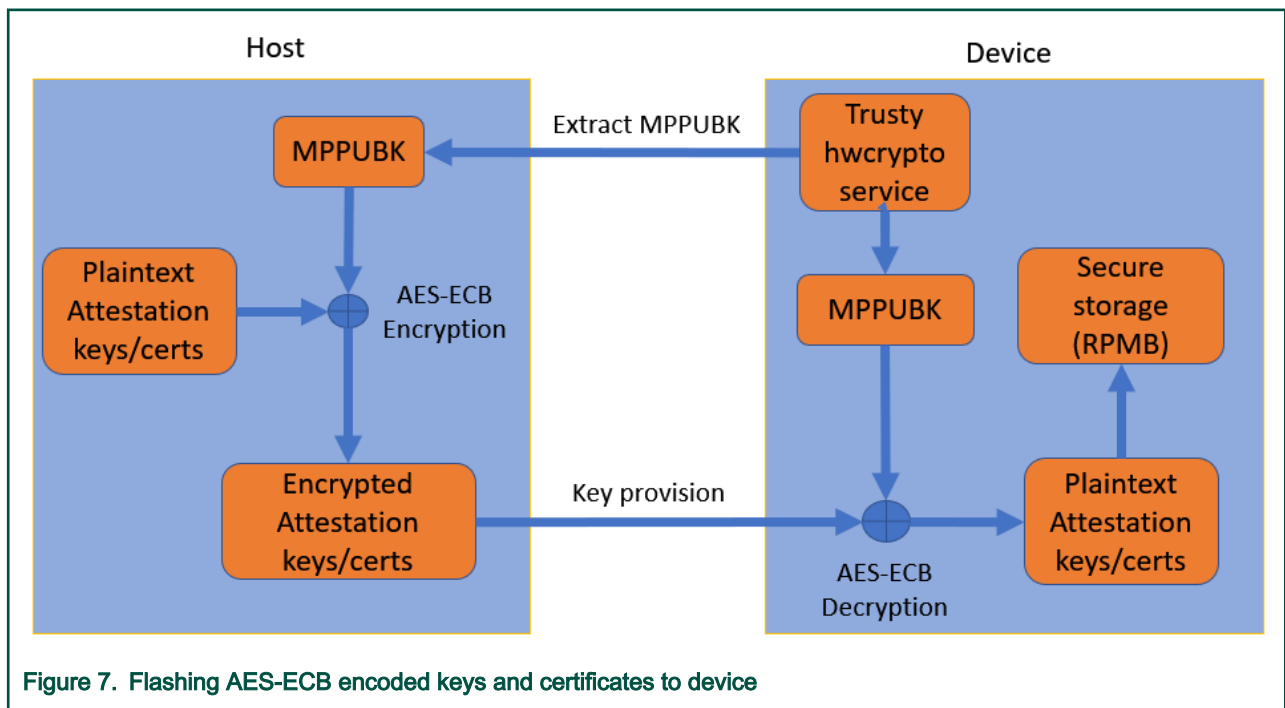 Host
Device
Extract MPPUBK
MPPUBK
Trusty
hwcrypto
service
Plaintext
Attestation
keys/certs
AES-ECB
Encryption
MPPUBK
Secure
storage
(RPMB)
Encrypted
Attestation
keys/certs
Key provision
AES-ECB
Decryption
Plaintext
Attestation
keys/certs
Figure 7. Flashing AES-ECB encoded keys and certificates to device